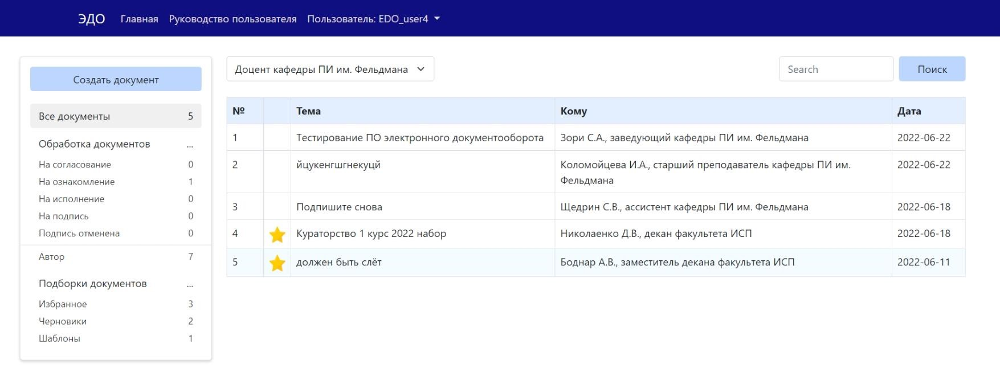 ЭДО Главная Руководство пользователя Пользователь: EDO_user4
Создать документ
Все документы 5
Обработка документов ...
На согласование 0
На ознакомление 1
На исполнение 0
На подпись 0
Подпись отменена 0
Автор 7
Подборки документов ...
Избранное 3
Черновики 2
Шаблоны 1
Доцент кафедры ПИ им. Фельдмана
Search Поиск
№ Тема Кому Дата
1 Тестирование ПО электронного документооборота Зори С.А., заведующий кафедры ПИ им. Фельдмана 2022-06-22
2 йцукенгшгнекуцй Коломойцева И.А., старший преподаватель кафедры ПИ им. 2022-06-22
Фельдмана
3 Подпишите снова Щедрин С.В., ассистент кафедры ПИ им. Фельдмана 2022-06-18
4 Кураторство 1 курс 2022 набор Николаенко Д.В., декан факультета ИСП 2022-06-18
5 должен быть слёт Боднар А.В., заместитель декана факультета ИСП 2022-06-11